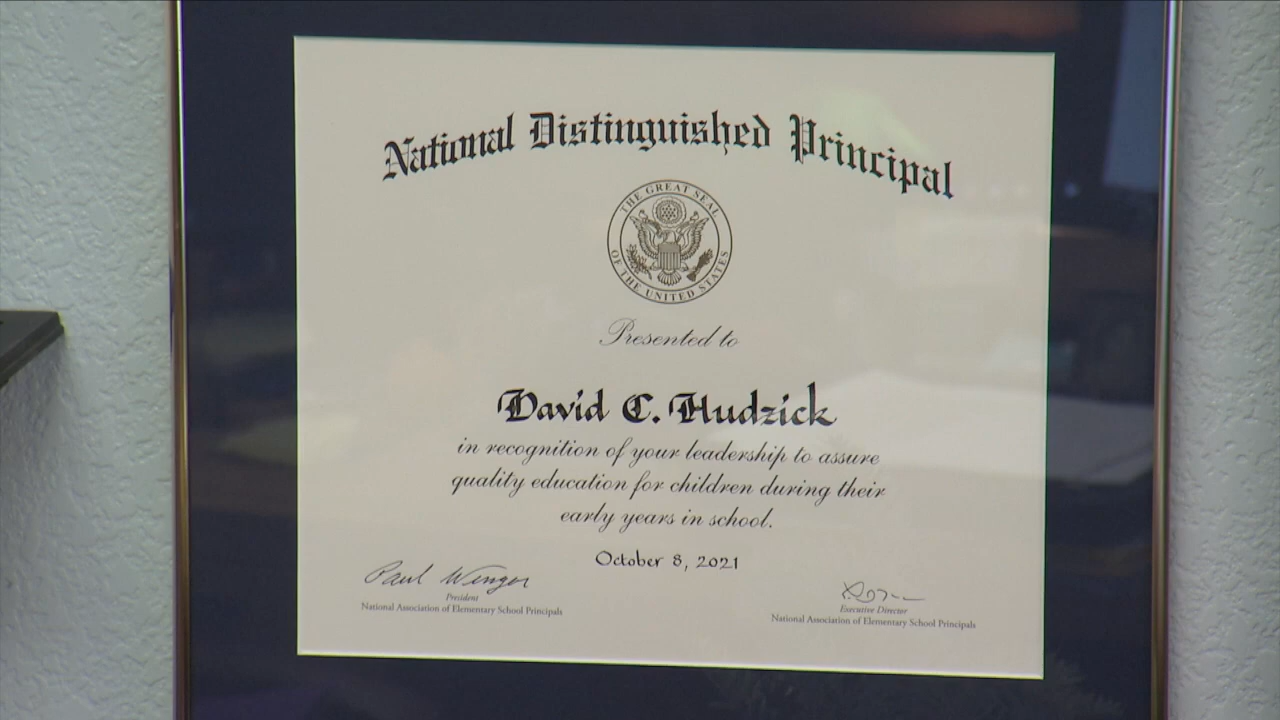 National Distinguished Principal
THE GREAT SEAL
OF THE UNITED STATES
Presented to
David C. Hudzick
in recognition of your leadership to assure
quality education for children during their
early years in school.
October 8, 2021
Paul Wenger
President
National Association of Elementary School Principals
Executive Director
National Association of Elementary School Principals